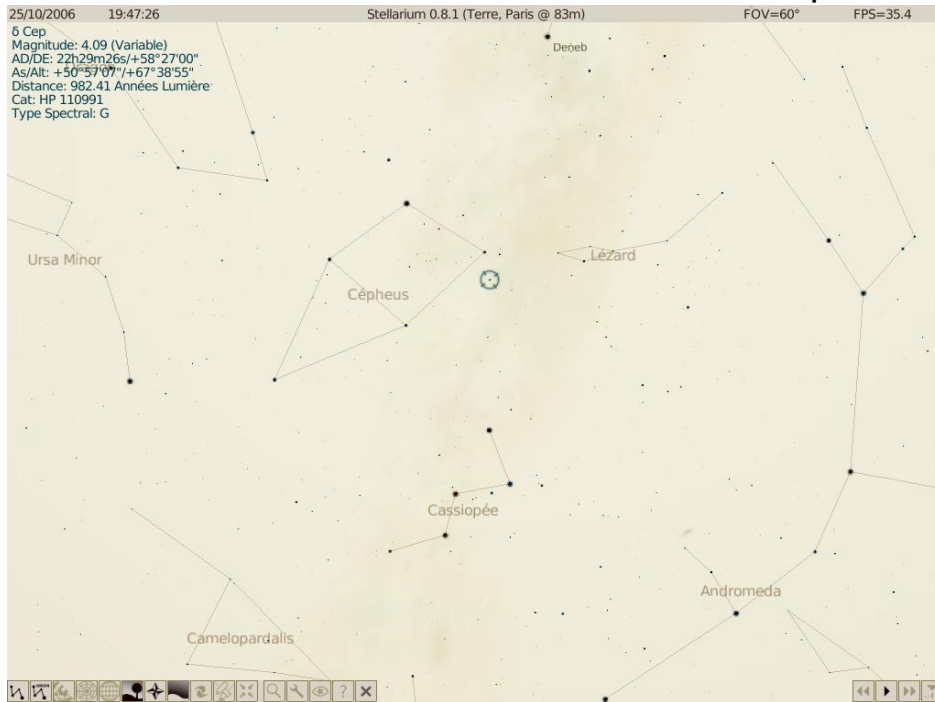 25/10/2006 19:47:26 Stellarium 0.8.1 (Terre, Paris @ 83m) FOV=60° FPS=35.4
δ Cep
Magnitude: 4.09 (Variable)
AD/DE: 22h29m26s/+58°27'00"
As/Alt: +50°57'07"/+67°38'55"
Distance: 982.41 Années Lumière
Cat: HP 110991
Type Spectral: G
Deneb
Ursa Minor
Lézard
Cépheus
Cassiopée
Andromeda
Camelopardalis
?